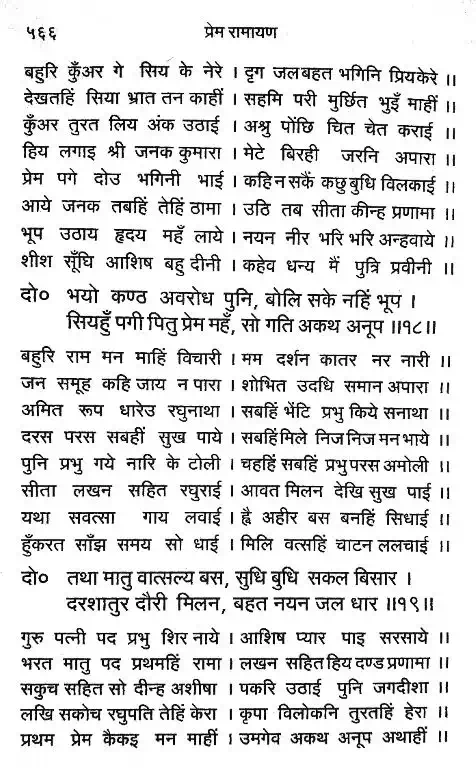 ५६६ प्रेम रामायण
बहुरि कुँअर गे सिय के नेरे । दृग जलबहत भगिनि प्रियकेरे ॥
देखतहिं सिया भ्रात तन काहीं । सहमि परी मुर्छित भुइँ माहीं ॥
कुँअर तुरत लिय अंक उठाई । अश्रु पोंछि चित चेत कराई ॥
हिय लगाइ श्री जनक कुमारा । मेटे बिरही जरनि अपारा ॥
प्रेम पगे दोउ भगिनी भाई । कहि न सकैं कछु बुधि विलकाई ॥
आये जनक तबहिं तेहिं ठामा । उठि तब सीता कीन्ह प्रणामा ॥
भूप उठाय हृदय महँ लाये । नयन नीर भरि भरि अन्हवाये ॥
शीश सूँघि आशिष बहु दीनी । कहेव धन्य मैं पुत्रि प्रवीनी ॥
दो० भयो कण्ठ अवरोध पुनि, बोलि सके नहिं भूप ।
सियहुँ पगी पितु प्रेम महँ, सो गति अकथ अनूप ॥१८॥
बहुरि राम मन माहिं विचारी । मम दर्शन कातर नर नारी ॥
जन समूह कहि जाय न पारा । शोभित उदधि समान अपारा ॥
अमित रूप धारेउ रघुनाथा । सबहिं भेंटि प्रभु किये सनाथा ॥
दरस परस सबहीं सुख पाये । सबहिं मिले निज निज मन भाये ॥
पुनि प्रभु गये नारि के टोली । चहहिं सबहिं प्रभु परस अमोली ॥
सीता लखन सहित रघुराई । आवत मिलन देखि सुख पाई ॥
यथा सवत्सा गाय लवाई । ह्वै अहीर बस बनहिं सिधाई ॥
हुँकरत साँझ समय सो धाई । मिलि वत्सहिं चाटन ललचाई ॥
दो० तथा मातु वात्सल्य बस, सुधि बुधि सकल बिसार ।
दरशातुर दौरी मिलन, बहत नयन जल धार ॥१९॥
गुरु पत्नी पद प्रभु शिर नाये । आशिष प्यार पाइ सरसाये ॥
भरत मातु पद प्रथमहिं रामा । लखन सहित हिय दण्ड प्रणामा ॥
सकुच सहित सो दीन्ह अशीषा । पकरि उठाई पुनि जगदीशा ॥
लखि सकोच रघुपति तेहिं केरा । कृपा विलोकनि तुरतहिं हेरा ॥
प्रथम प्रेम कैकइ मन माहीं । उमगेव अकथ अनूप अथाहीं ॥